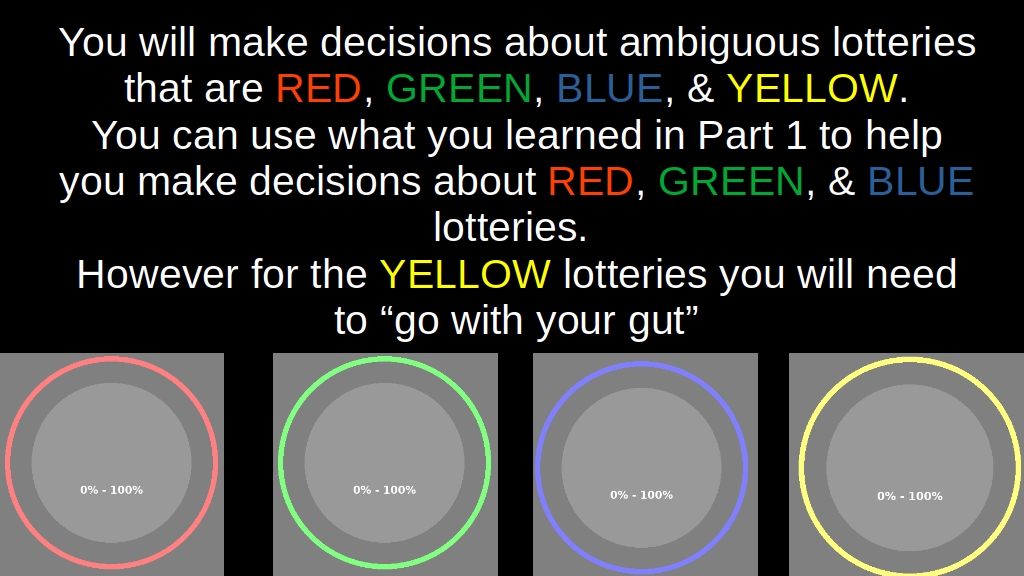 You will make decisions about ambiguous lotteries
that are RED, GREEN, BLUE, & YELLOW.
You can use what you learned in Part 1 to help
you make decisions about RED, GREEN, & BLUE
lotteries.
However for the YELLOW lotteries you will need
to “go with your gut”
0% - 100%
0% - 100%
0% - 100%
0% - 100%